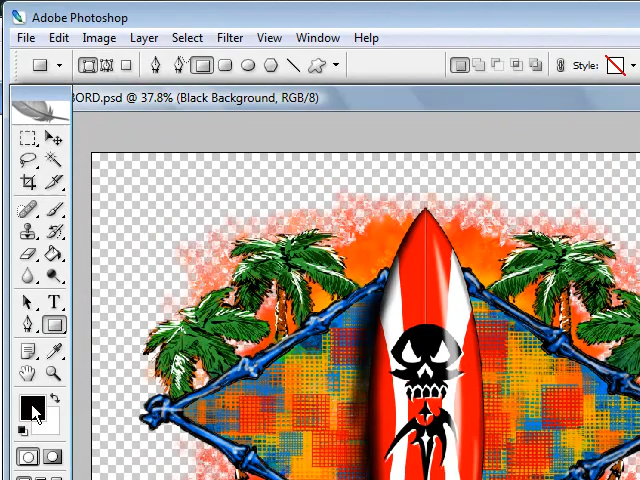 Adobe Photoshop
File Edit Image Layer Select Filter View Window Help
Style:
BORD.psd @ 37.8% (Black Background, RGB/8)
T